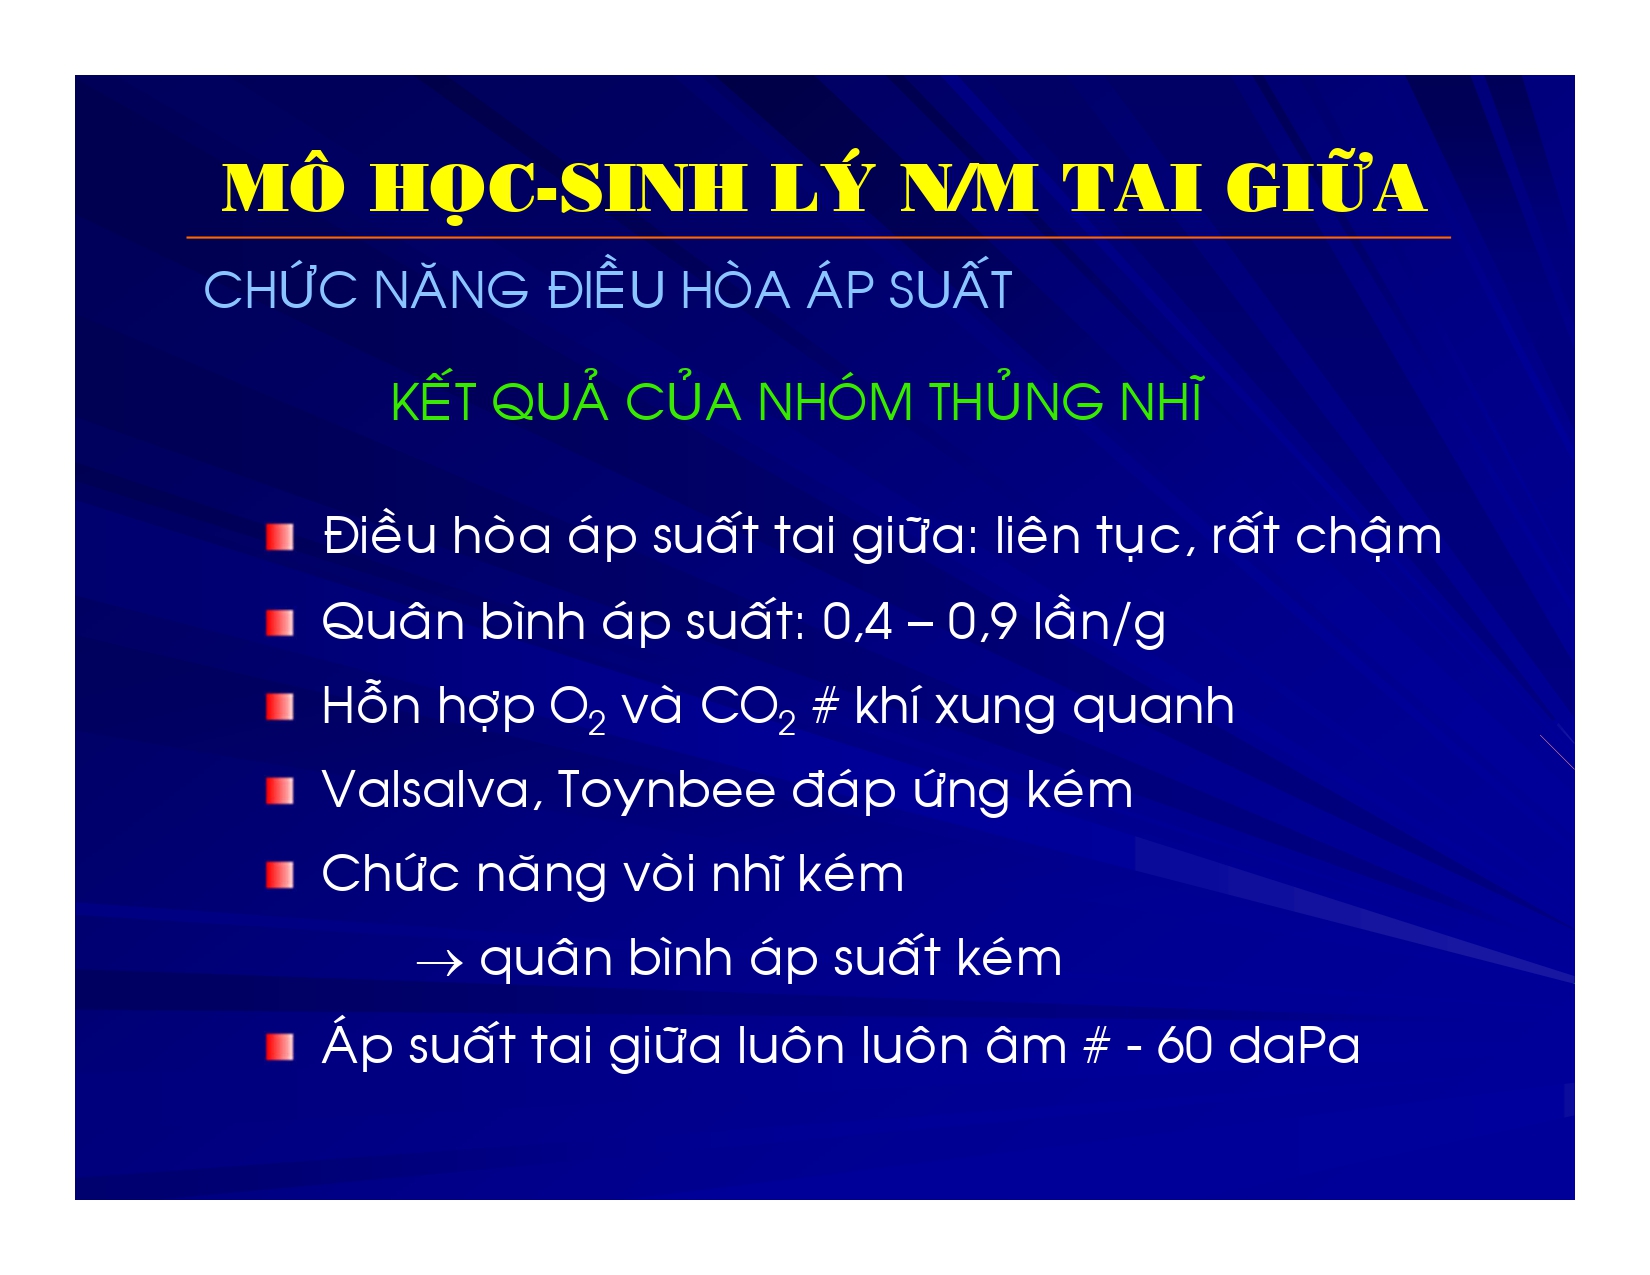 MÔ HỌC-SINH LÝ N/M TAI GIỮA
CHỨC NĂNG ĐIỀU HÒA ÁP SUẤT
KẾT QUẢ CỦA NHÓM THỦNG NHĨ
Điều hòa áp suất tai giữa: liên tục, rất chậm
Quân bình áp suất: 0,4 – 0,9 lần/g
Hỗn hợp O₂ và CO₂ # khí xung quanh
Valsalva, Toynbee đáp ứng kém
Chức năng vòi nhĩ kém
→ quân bình áp suất kém
Áp suất tai giữa luôn luôn âm # - 60 daPa